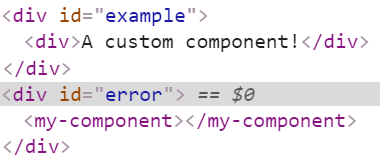 <div id="example">
<div>A custom component!</div>
</div>
<div id="error"> == $0
<my-component></my-component>
</div>